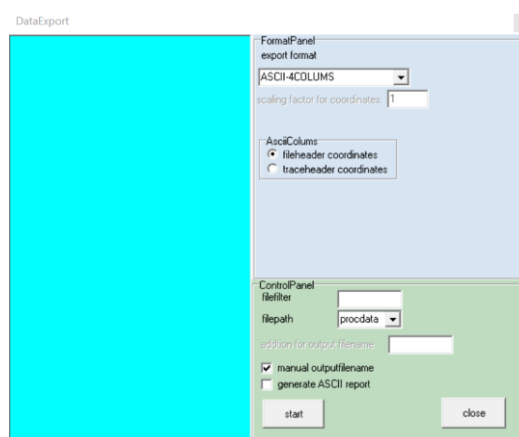 DataExport
FormatPanel
export format
ASCII-4COLUMS
scaling factor for coordinates: 1
AsciiColums
fileheader coordinates
traceheader coordinates
ControlPanel
filefilter
filepath procdata
addition for output filename:
manual outputfilename
generate ASCII report
start close